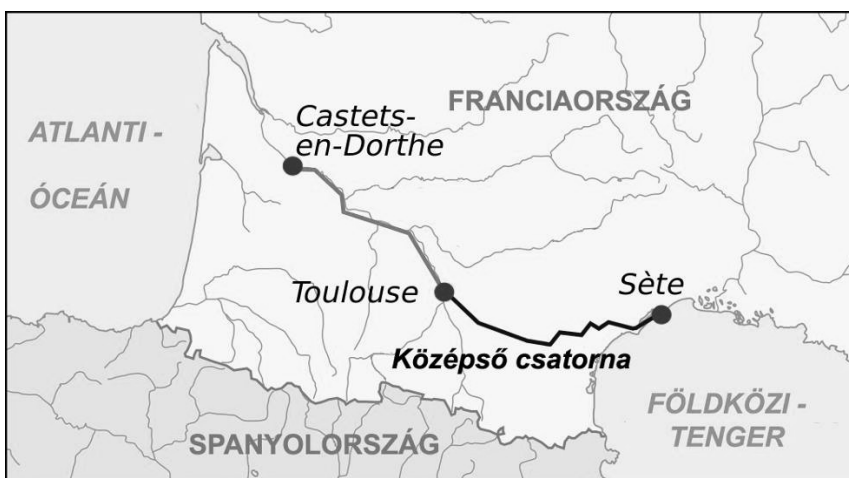 FRANCIAORSZÁG
Castets-
en-Dorthe
ATLANTI -
ÓCEÁN
Toulouse
Sète
Középső csatorna
FÖLDKÖZI -
TENGER
SPANYOLORSZÁG